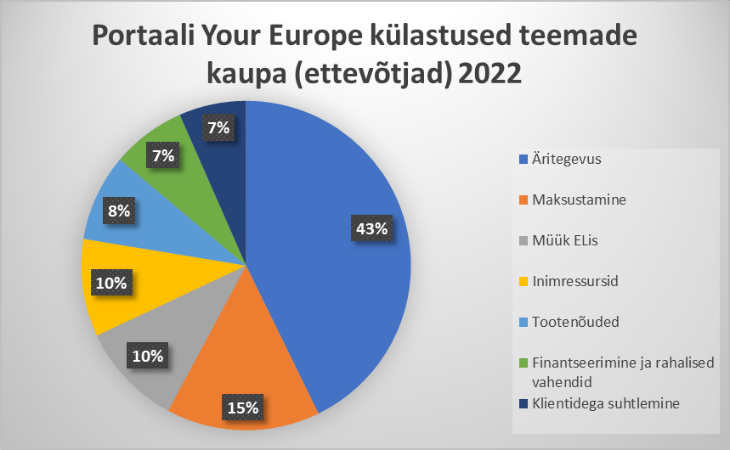 Portaali Your Europe külastused teemade
kaupa (ettevõtjad) 2022
7%
7%
43%
8%
10%
10%
15%
Äritegevus
Maksustamine
Müük ELis
Inimressursid
Tootenõuded
Finantseerimine ja rahalised
vahendid
Klientidega suhtlemine